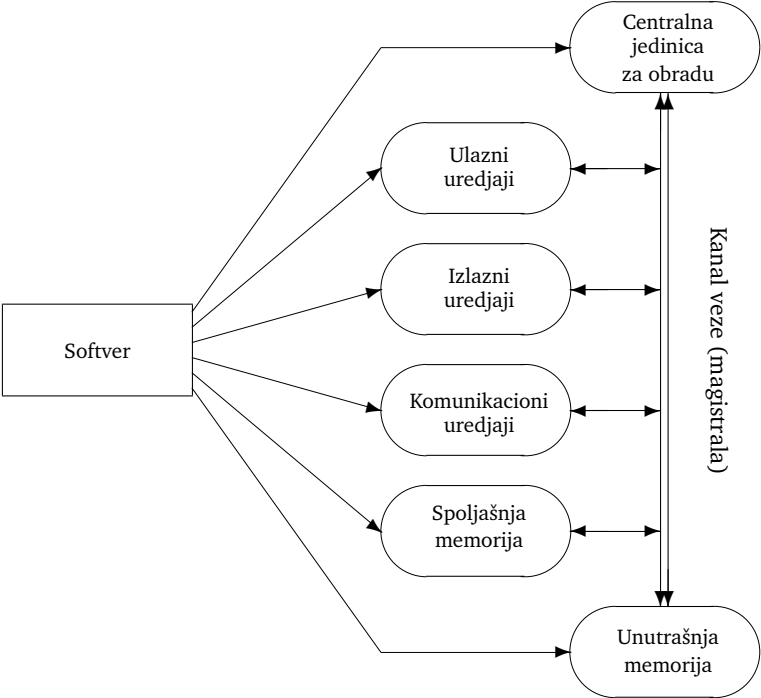 Centralna
jedinica
za obradu
Ulazni
uredjaji
Izlazni
uredjaji
Kanal veze (magistrala)
Softver
Komunikacioni
uredjaji
Spoljašnja
memorija
Unutrašnja
memorija